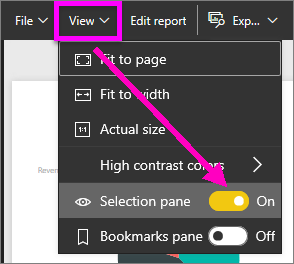 File View Edit report Exp...
Fit to page
Fit to width
1:1 Actual size
High contrast colors
Selection pane On
Bookmarks pane Off